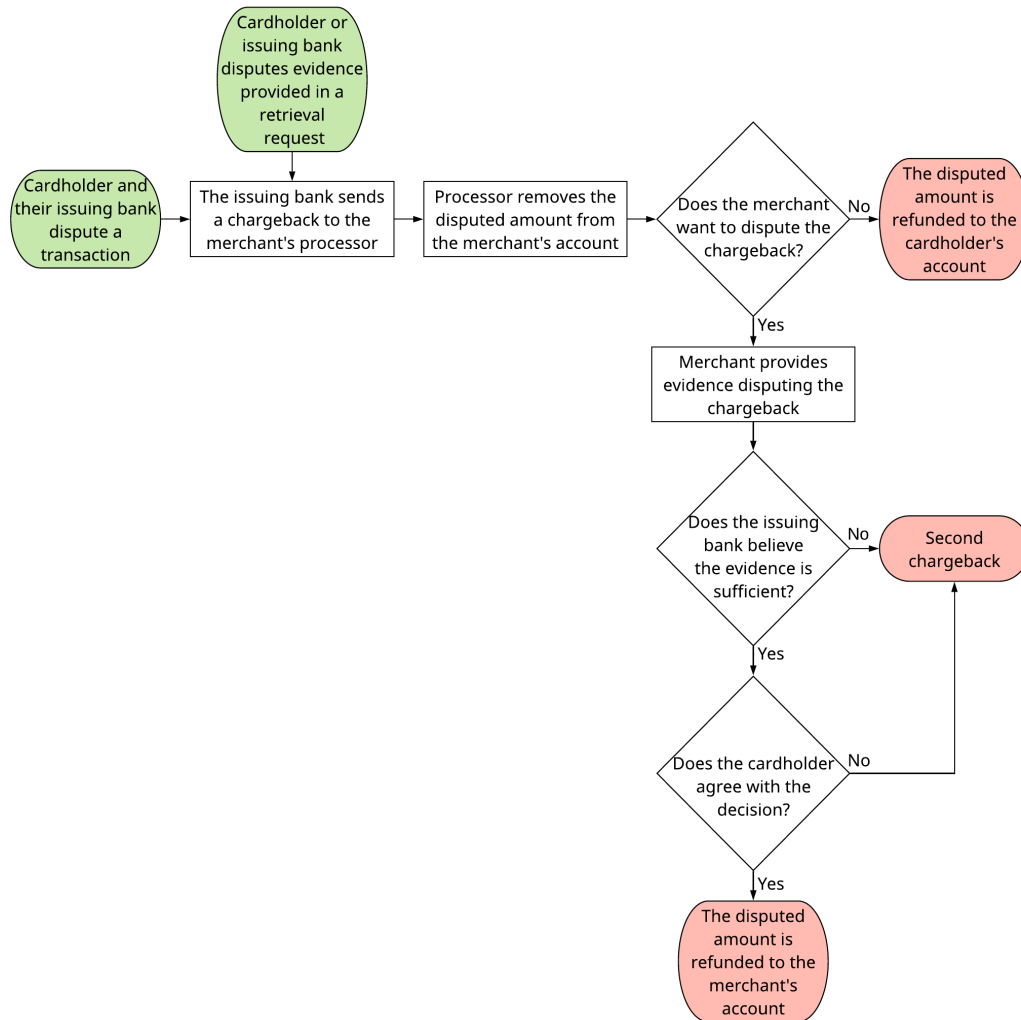 Cardholder or
issuing bank
disputes evidence
provided in a
retrieval
request
Cardholder and
their issuing bank
dispute a
transaction
The issuing bank sends
a chargeback to the
merchant's processor
Processor removes the
disputed amount from
the merchant's account
Does the merchant
want to dispute the
chargeback?
No
The disputed
amount is
refunded to the
cardholder's
account
Yes
Merchant provides
evidence disputing the
chargeback
Does the issuing
bank believe
the evidence is
sufficient?
No
Second
chargeback
Yes
Does the cardholder
agree with the
decision?
No
Yes
The disputed
amount is
refunded to the
merchant's
account